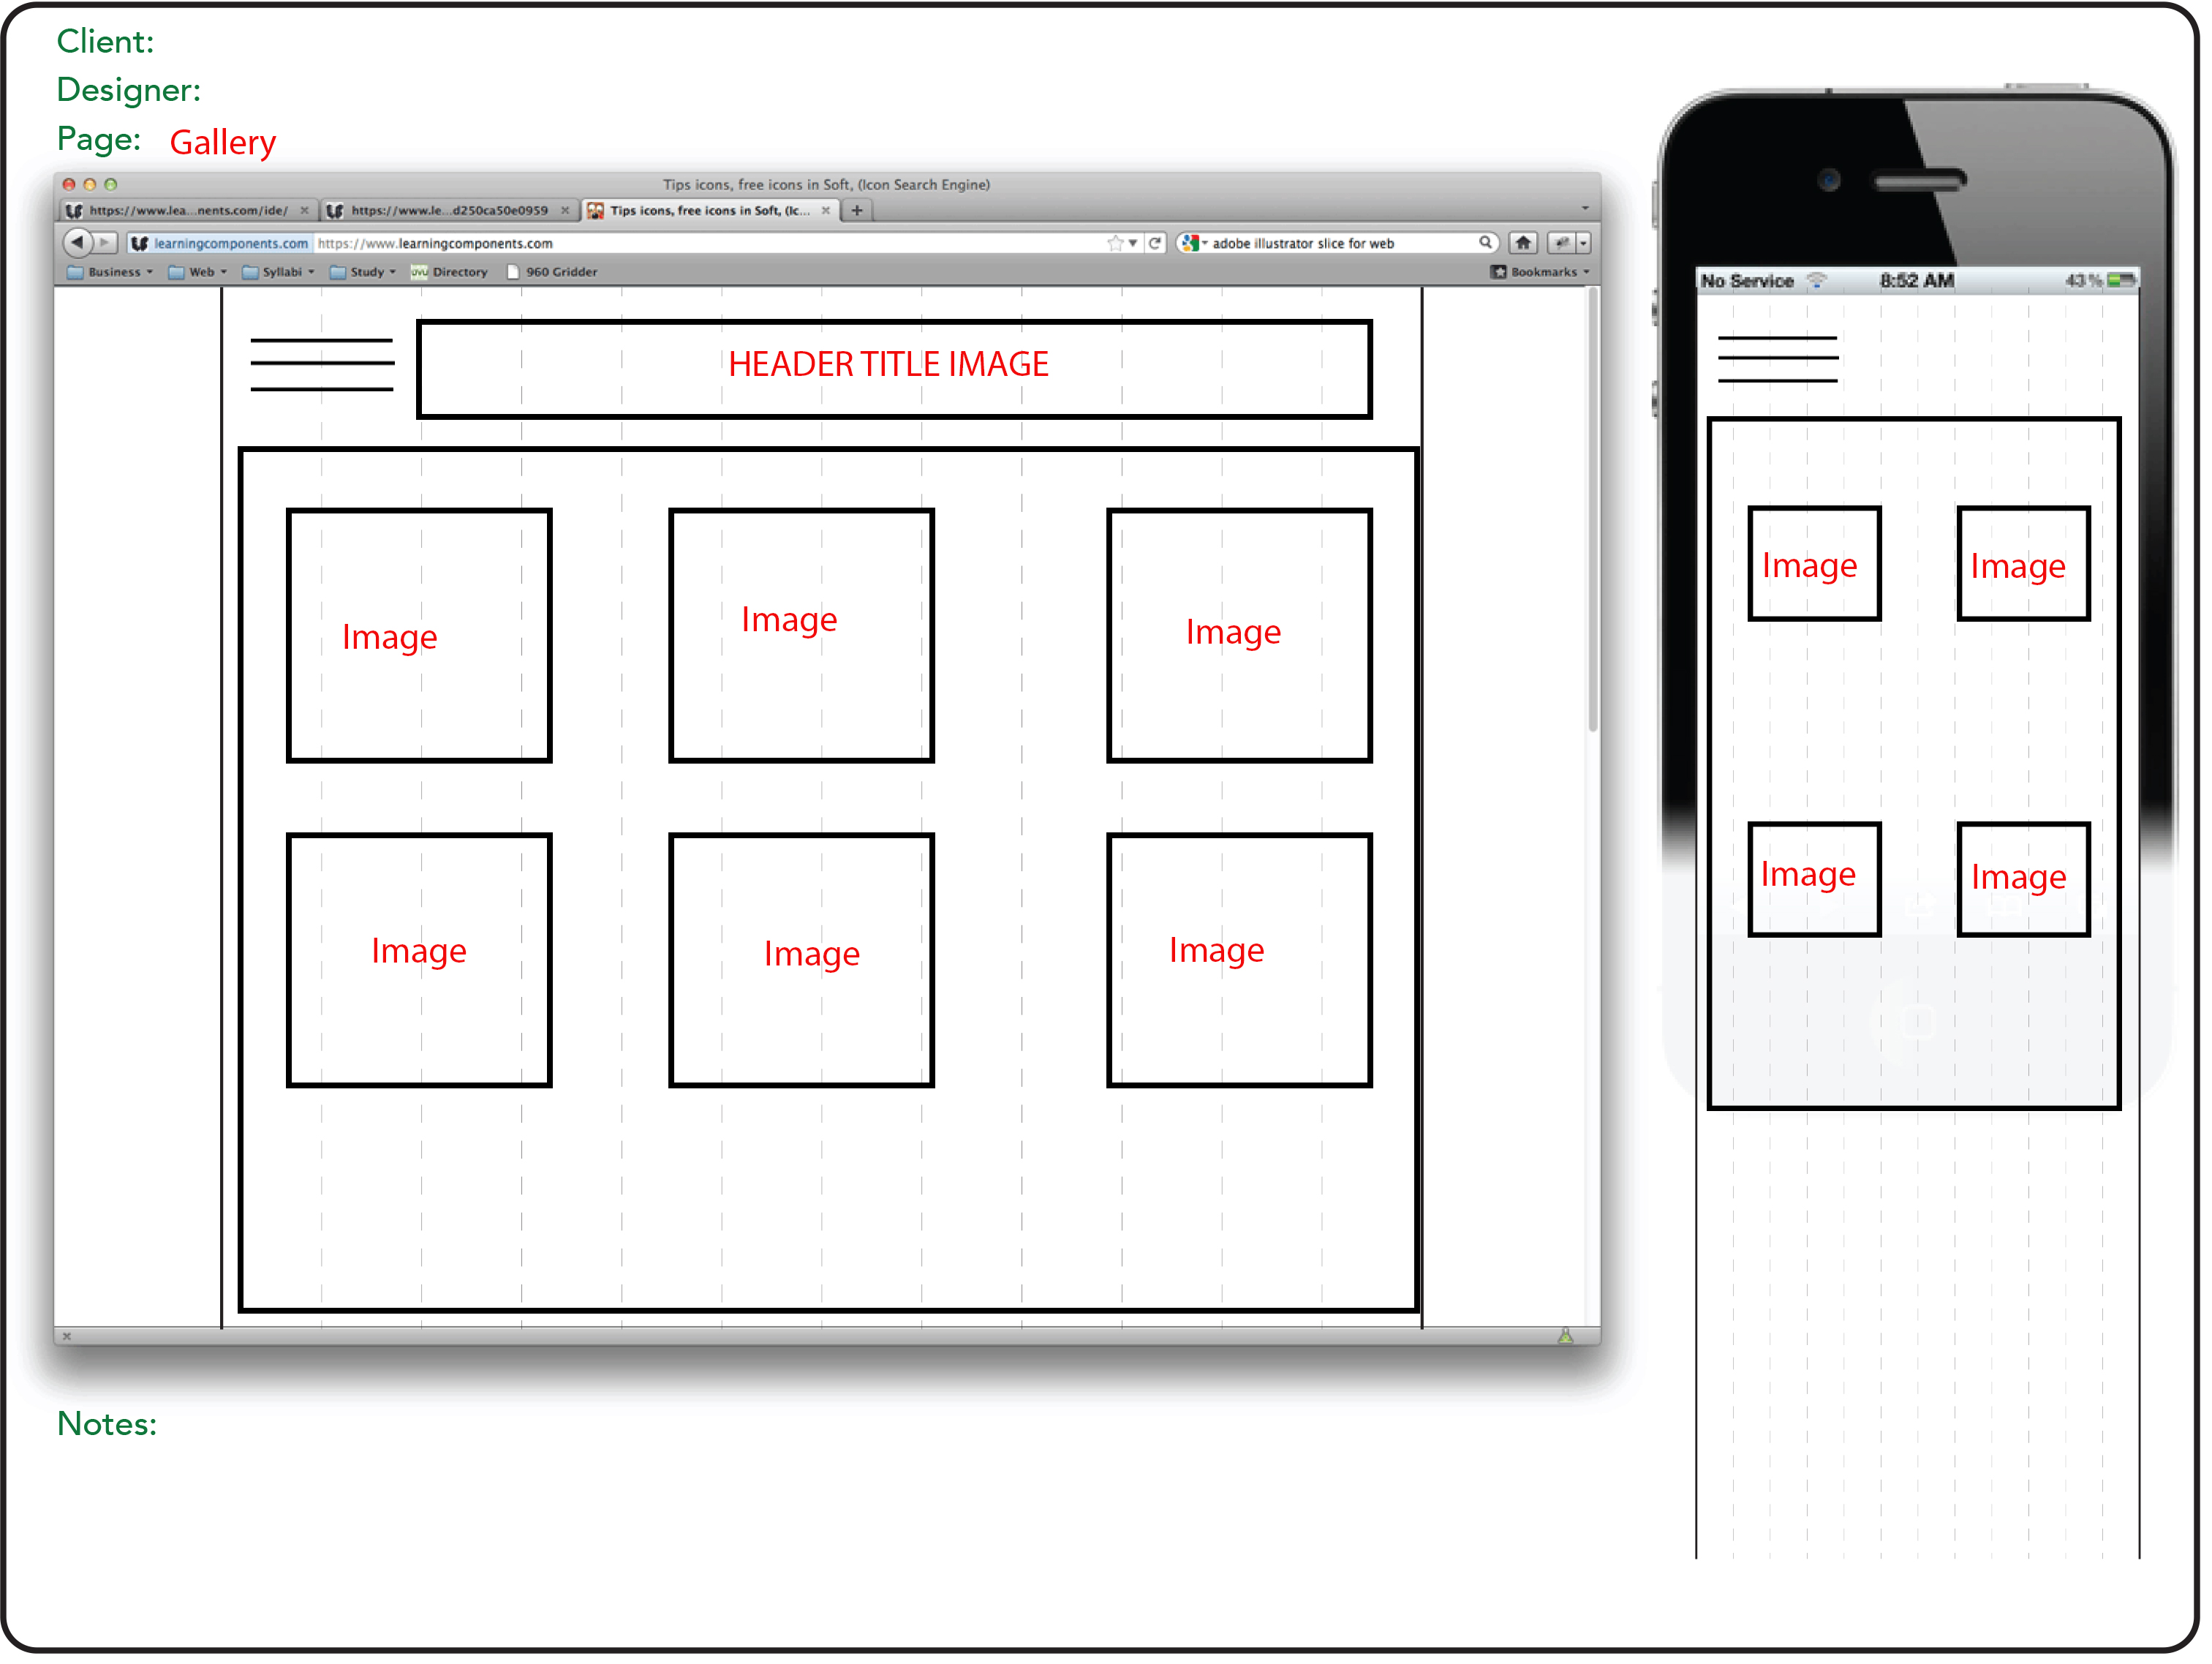 Client:
Designer:
Page: Gallery
Tips icons, free icons in Soft, (Icon Search Engine)
https://www.lea...nents.com/ide/ https://www.le...d250ca50e0959 Tips icons, free icons in Soft, (Ic...
learningcomponents.com https://www.learningcomponents.com adobe illustrator slice for web
Business Web Syllabi Study uvu Directory 960 Gridder Bookmarks
HEADER TITLE IMAGE
Image Image Image
Image Image Image
No Service 8:52 AM 43%
Image Image
Image Image
Notes: